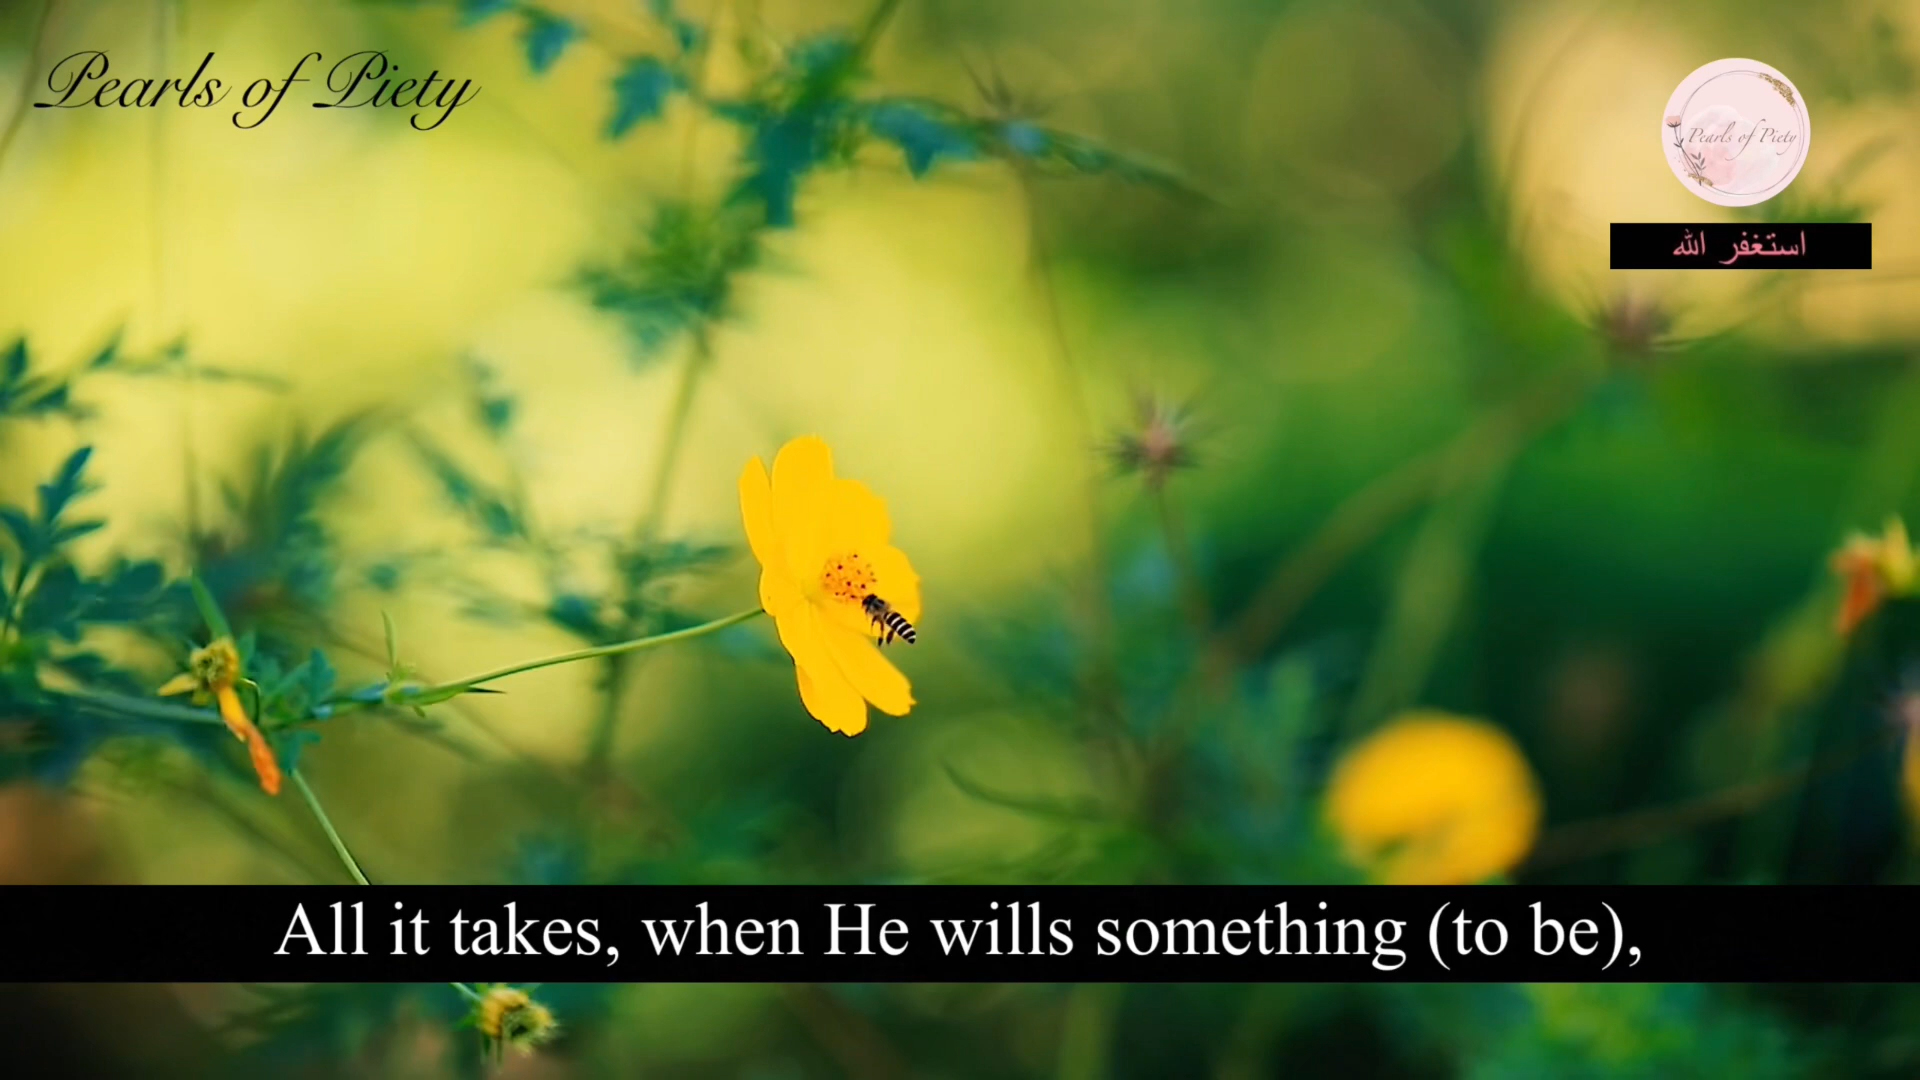 Pearls of Piety
Pearls of Piety
استغفر الله
All it takes, when He wills something (to be),